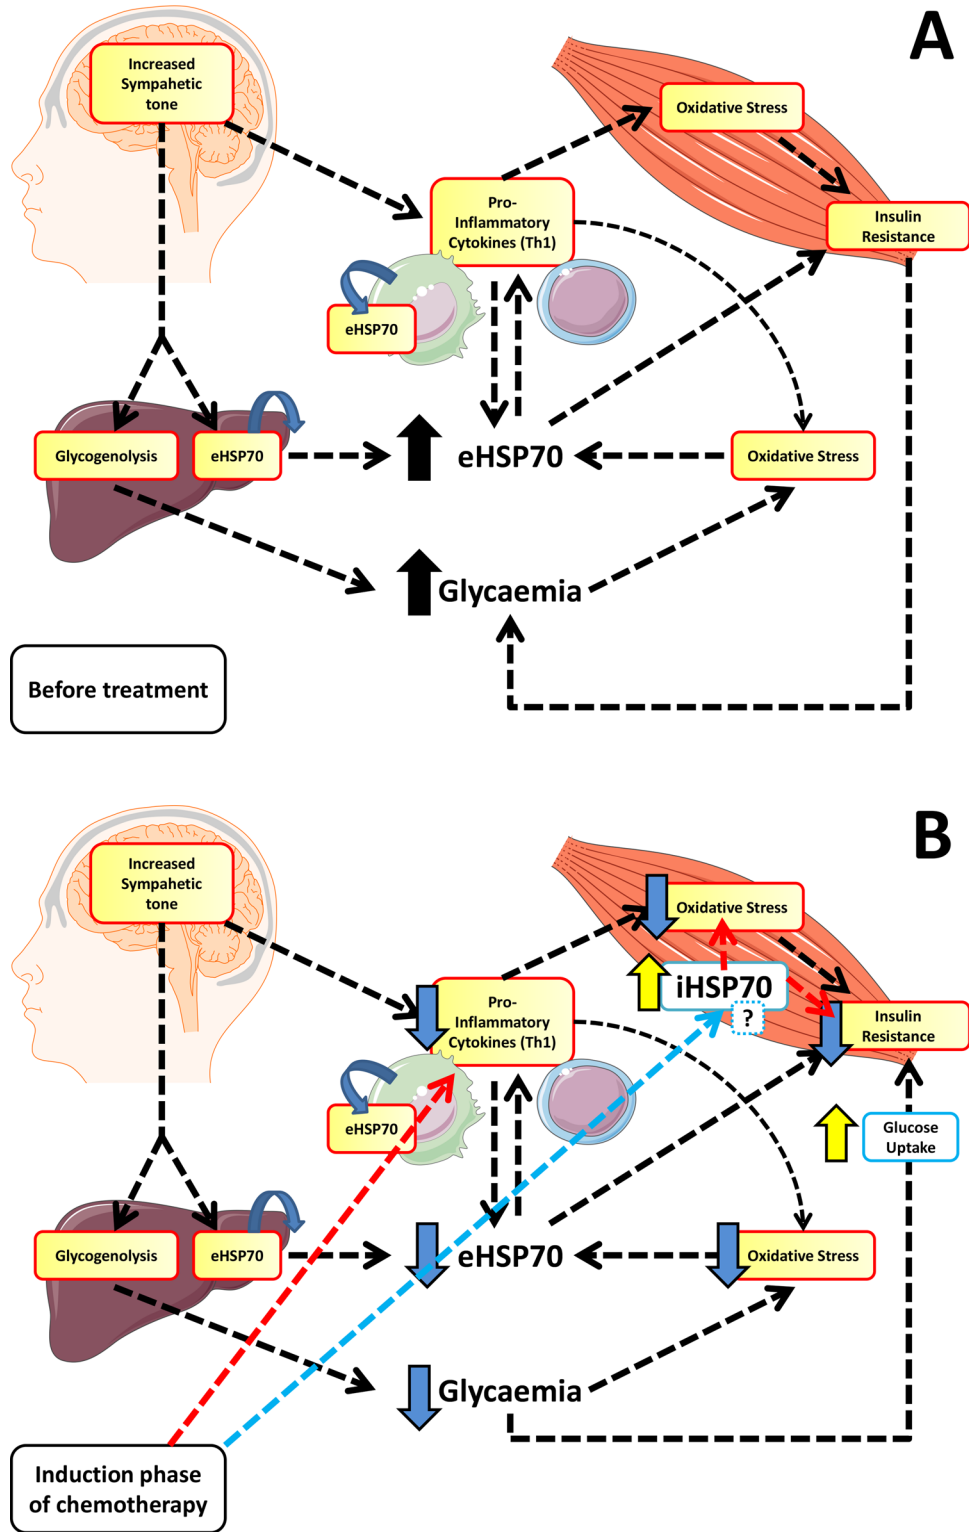 A
Increased
Sympahetic
tone
Oxidative Stress
Pro-
Inflammatory
Cytokines (Th1)
Insulin
Resistance
eHSP70
Glycogenolysis
eHSP70
eHSP70
Oxidative Stress
Glycaemia
Before treatment
B
Increased
Sympahetic
tone
Oxidative Stress
iHSP70
?
Pro-
Inflammatory
Cytokines (Th1)
Insulin
Resistance
eHSP70
Glucose
Uptake
Glycogenolysis
eHSP70
eHSP70
Oxidative Stress
Glycaemia
Induction phase
of chemotherapy